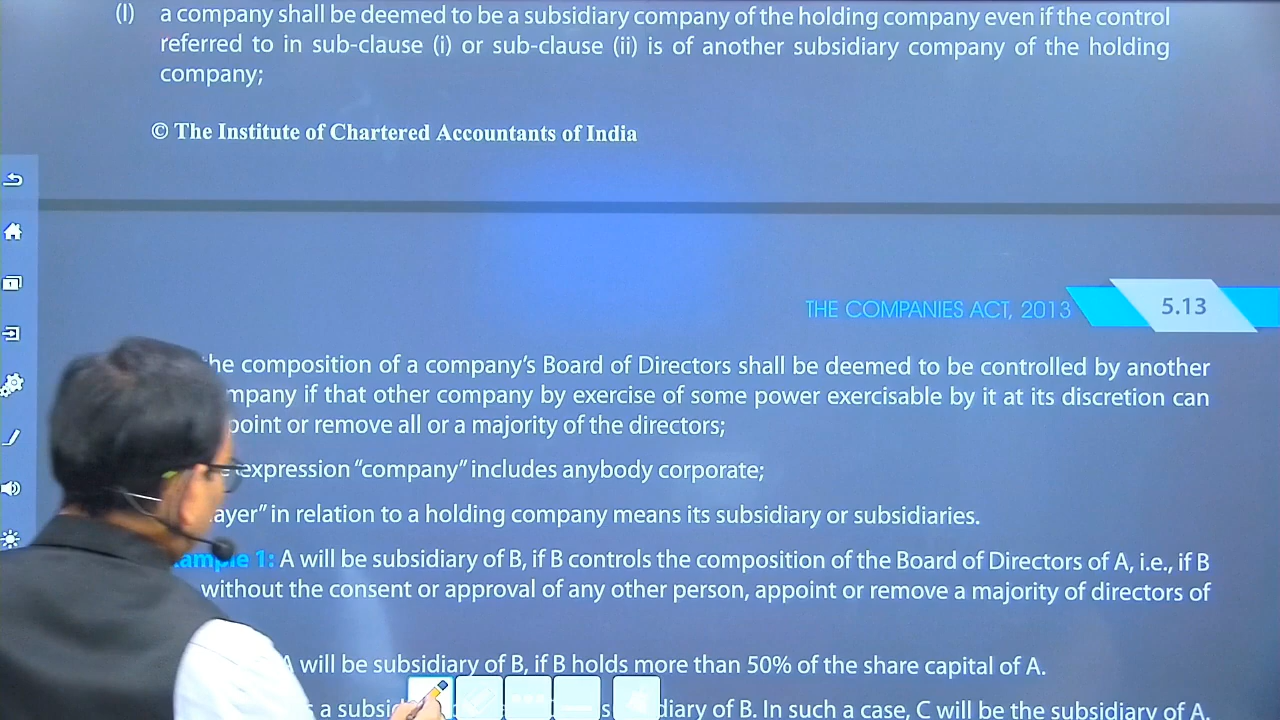 (I) a company shall be deemed to be a subsidiary company of the holding company even if the control
referred to in sub-clause (i) or sub-clause (ii) is of another subsidiary company of the holding
company;
© The Institute of Chartered Accountants of India
THE COMPANIES ACT, 2013
5.13
he composition of a company's Board of Directors shall be deemed to be controlled by another
mpany if that other company by exercise of some power exercisable by it at its discretion can
point or remove all or a majority of the directors;
expression “company” includes anybody corporate;
ayer” in relation to a holding company means its subsidiary or subsidiaries.
ample 1: A will be subsidiary of B, if B controls the composition of the Board of Directors of A, i.e., if B
without the consent or approval of any other person, appoint or remove a majority of directors of
A will be subsidiary of B, if B holds more than 50% of the share capital of A.
a subsi diary of B. In such a case, C will be the subsidiary of A.